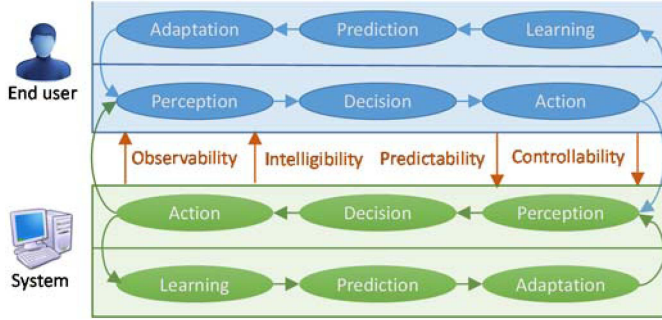 Adaptation Prediction Learning
End user
Perception Decision Action
Observability Intelligibility Predictability Controllability
Action Decision Perception
System
Learning Prediction Adaptation